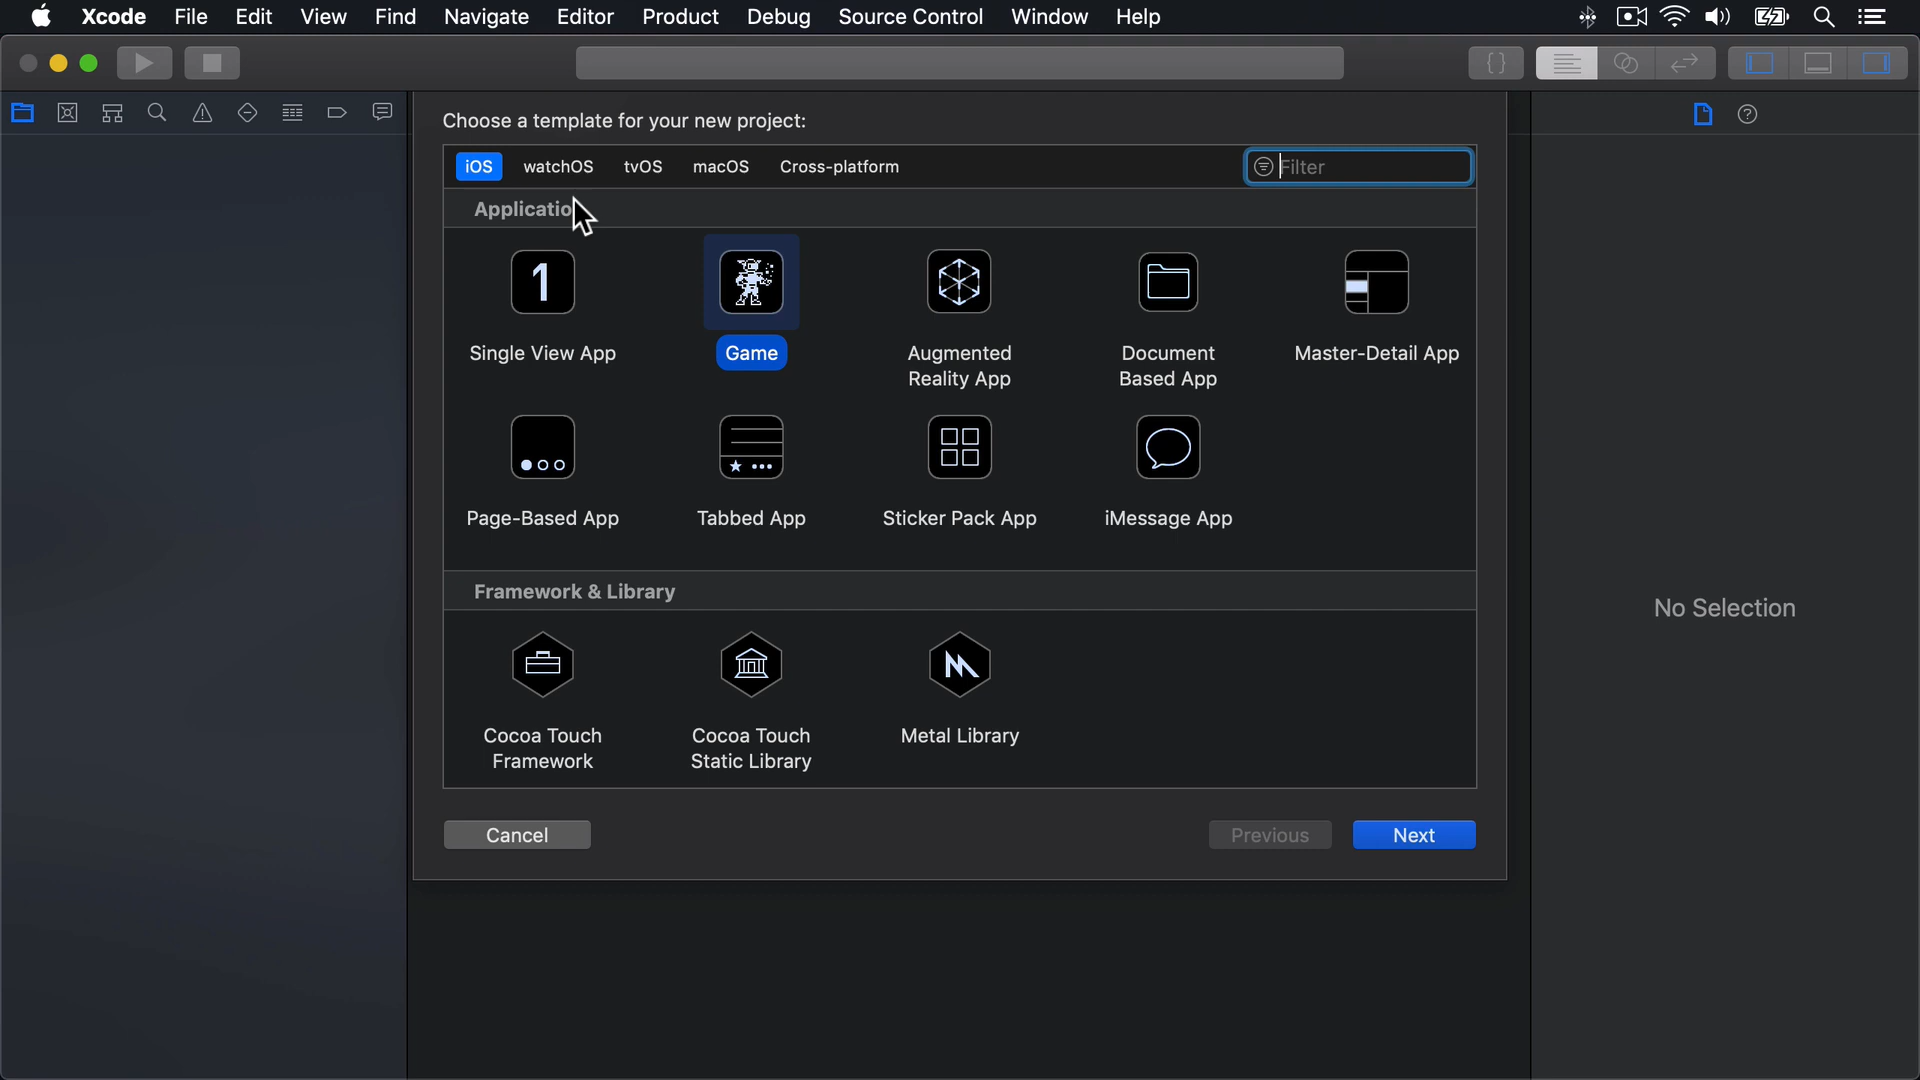 Xcode File Edit View Find Navigate Editor Product Debug Source Control Window Help
Choose a template for your new project:
iOS watchOS tvOS macOS Cross-platform
Filter
Applicatio
1
Single View App
Game
Augmented
Reality App
Document
Based App
Master-Detail App
Page-Based App
Tabbed App
Sticker Pack App
iMessage App
Framework & Library
Cocoa Touch
Framework
Cocoa Touch
Static Library
Metal Library
Cancel
Previous
Next
No Selection